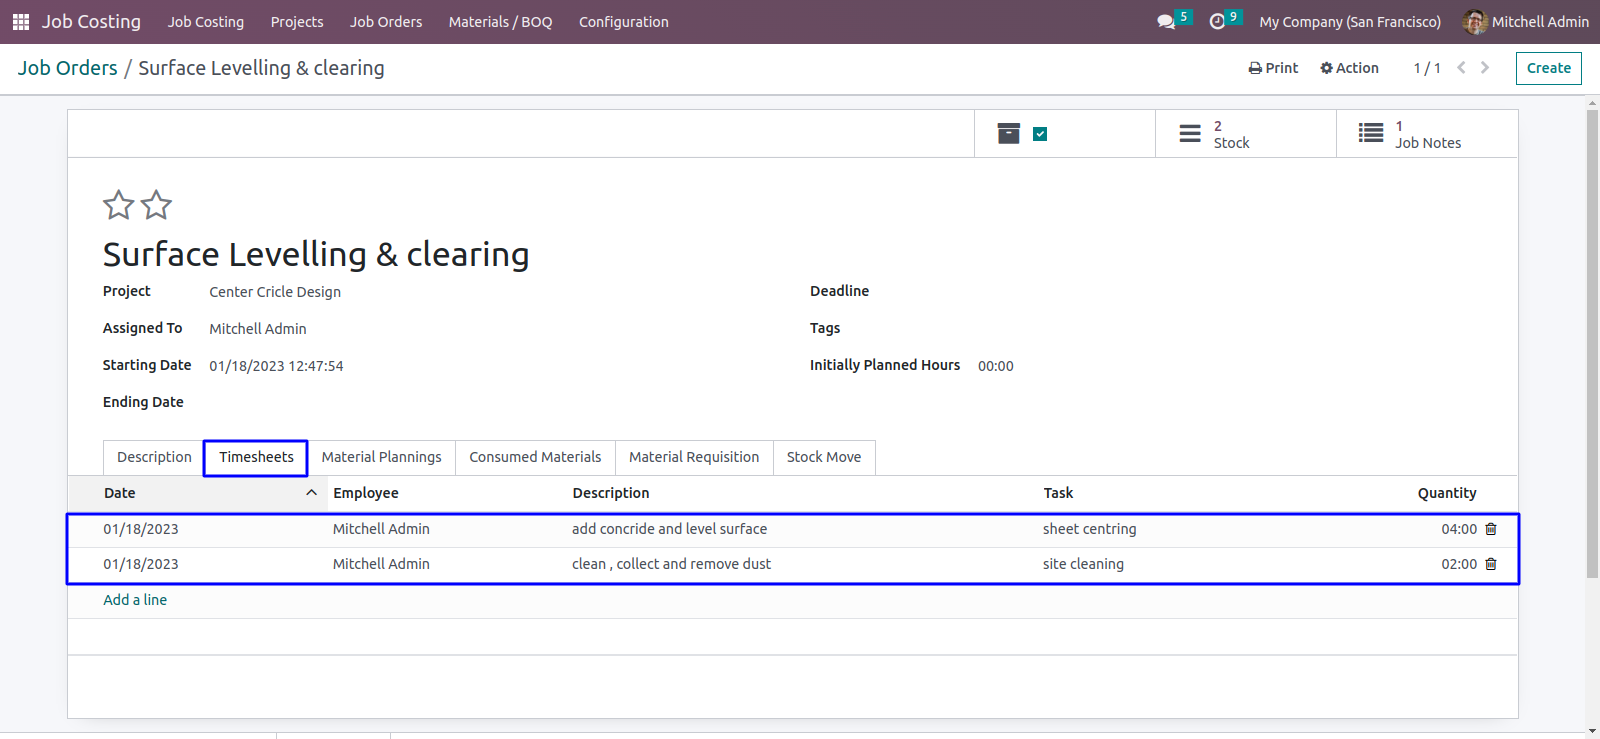 Job Costing Job Costing Projects Job Orders Materials / BOQ Configuration 5 9 My Company (San Francisco) Mitchell Admin
Job Orders / Surface Levelling & clearing Print Action 1 / 1 Create
2
Stock
1
Job Notes
Surface Levelling & clearing
Project Center Cricle Design Deadline
Assigned To Mitchell Admin Tags
Starting Date 01/18/2023 12:47:54 Initially Planned Hours 00:00
Ending Date
Description Timesheets Material Plannings Consumed Materials Material Requisition Stock Move
Date Employee Description Task Quantity
01/18/2023 Mitchell Admin add concride and level surface sheet centring 04:00
01/18/2023 Mitchell Admin clean , collect and remove dust site cleaning 02:00
Add a line